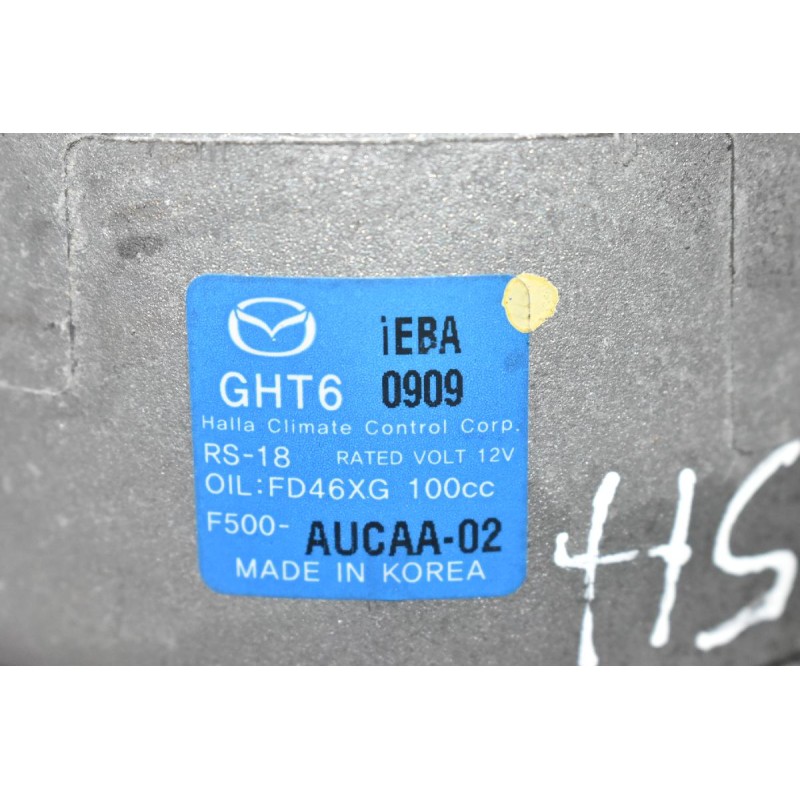 iEBA
GHT6 0909
Halla Climate Control Corp.
RS-18 RATED VOLT 12V
OIL:FD46XG 100cc
F500- AUCAA-02
MADE IN KOREA
HS